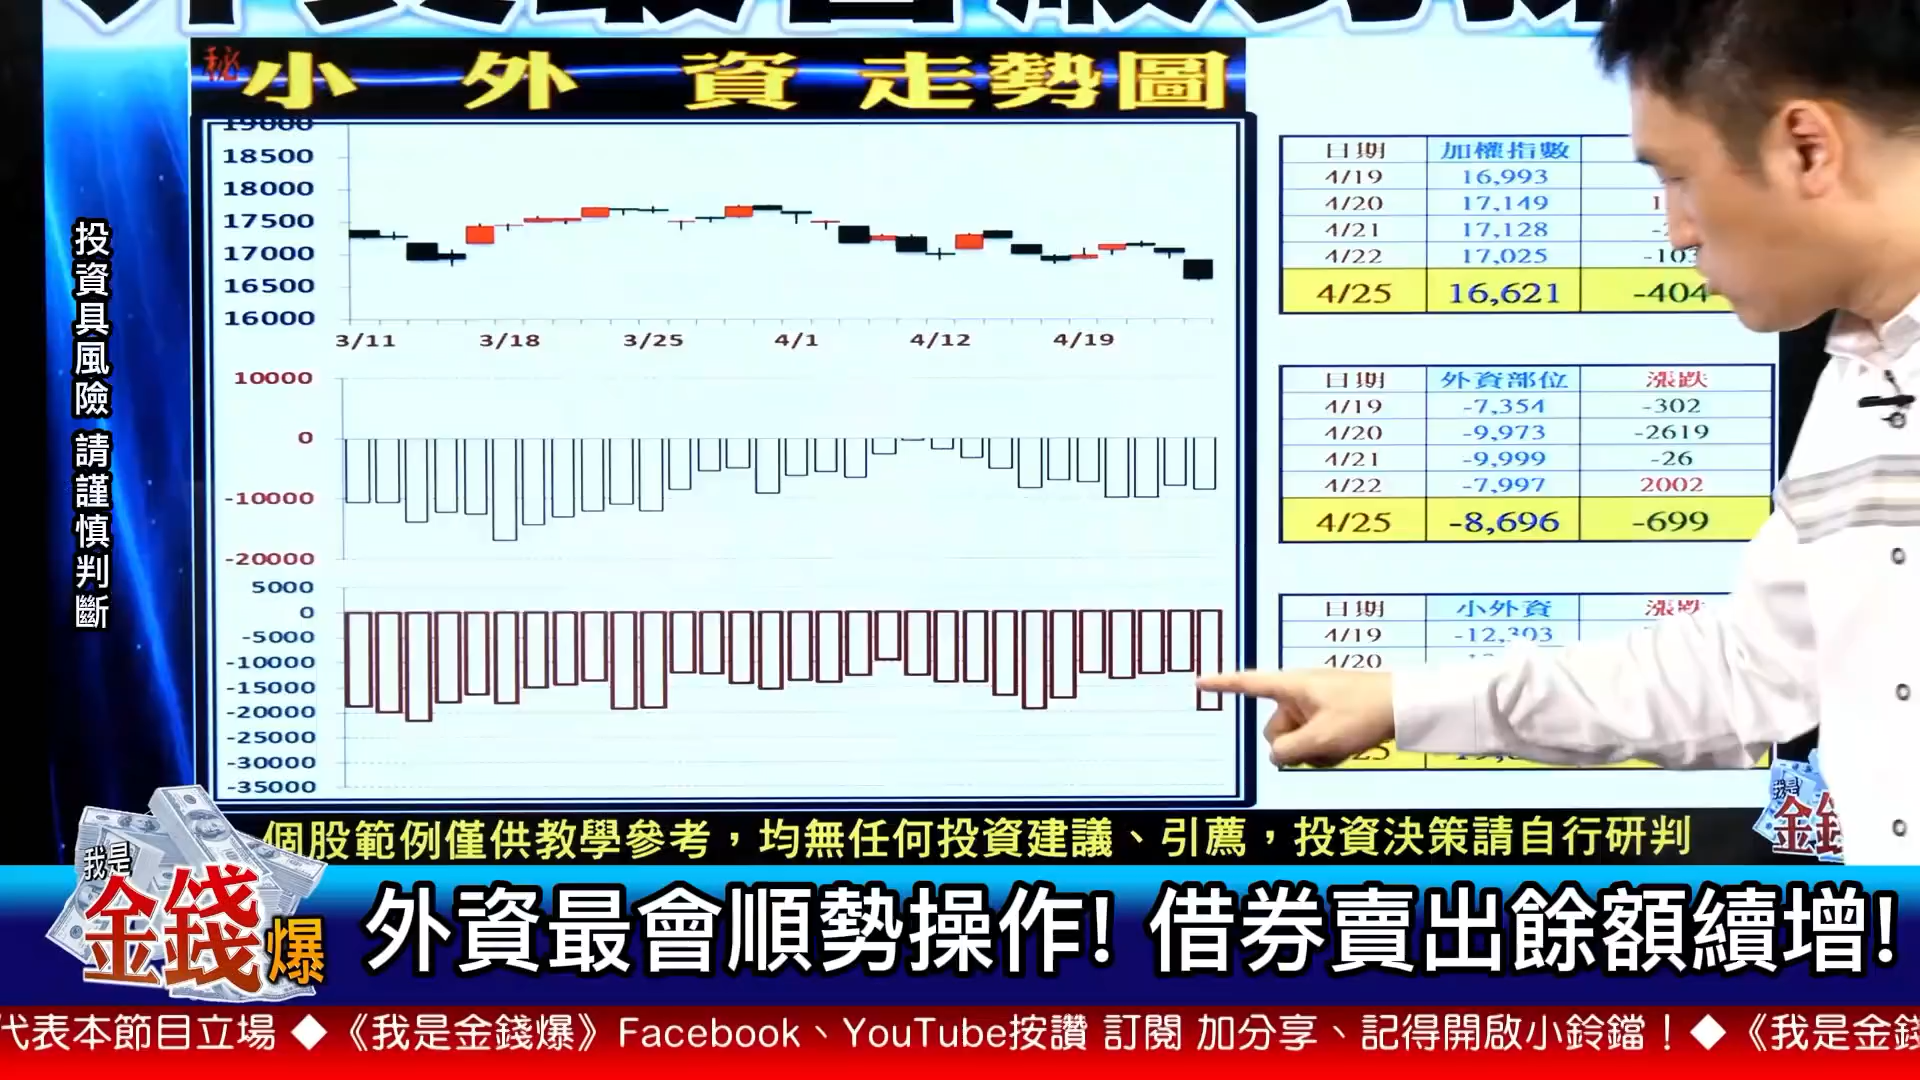 秘
小 外 資 走勢圖
19000
18500
18000
17500
17000
16500
16000
3/11 3/18 3/25 4/1 4/12 4/19
10000
0
-10000
-20000
5000
0
-5000
-10000
-15000
-20000
-25000
-30000
-35000
日期 加權指數
4/19 16,993
4/20 17,149
4/21 17,128
4/22 17,025 -103
4/25 16,621 -404
日期 外資部位 漲跌
4/19 -7,354 -302
4/20 -9,973 -2619
4/21 -9,999 -26
4/22 -7,997 2002
4/25 -8,696 -699
日期 小外資 漲跌
4/19 -12,303
4/20
投資具風險 請謹慎判斷
個股範例僅供教學參考，均無任何投資建議、引薦，投資決策請自行研判
我是
金錢
爆
外資最會順勢操作! 借券賣出餘額續增!
代表本節目立場 ◆《我是金錢爆》Facebook、YouTube按讚 訂閱 加分享、記得開啟小鈴鐺！◆《我是金錢